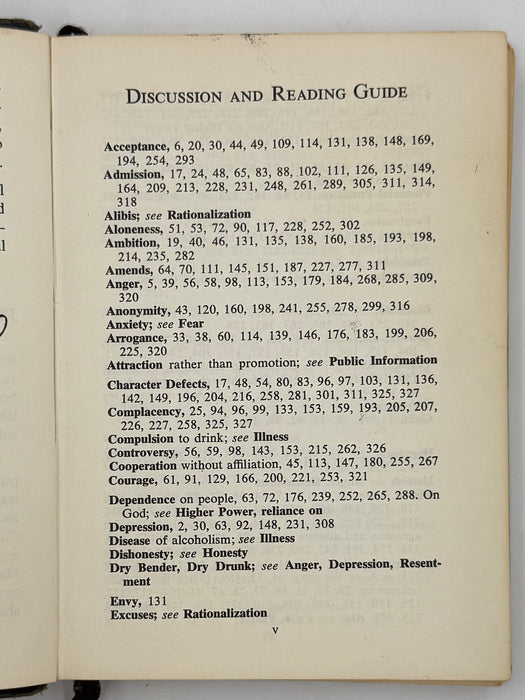 DISCUSSION AND READING GUIDE
Acceptance, 6, 20, 30, 44, 49, 109, 114, 131, 138, 148, 169,
194, 254, 293
Admission, 17, 24, 48, 65, 83, 88, 102, 111, 126, 135, 149,
164, 209, 213, 228, 231, 248, 261, 289, 305, 311, 314,
318
Alibis; see Rationalization
Aloneness, 51, 53, 72, 90, 117, 228, 252, 302
Ambition, 19, 40, 46, 131, 135, 138, 160, 185, 193, 198,
214, 235, 282
Amends, 64, 70, 111, 145, 151, 187, 227, 277, 311
Anger, 5, 39, 56, 58, 98, 113, 153, 179, 184, 268, 285, 309,
320
Anonymity, 43, 120, 160, 198, 241, 255, 278, 299, 316
Anxiety; see Fear
Arrogance, 33, 38, 60, 114, 139, 146, 176, 183, 199, 206,
225, 320
Attraction rather than promotion; see Public Information
Character Defects, 17, 48, 54, 80, 83, 96, 97, 103, 131, 136,
142, 149, 196, 204, 216, 258, 281, 301, 311, 325, 327
Complacency, 25, 94, 96, 99, 133, 153, 159, 193, 205, 207,
226, 227, 258, 325, 327
Compulsion to drink; see Illness
Controversy, 56, 59, 98, 143, 153, 215, 262, 326
Cooperation without affiliation, 45, 113, 147, 180, 255, 267
Courage, 61, 91, 129, 166, 200, 221, 253, 321
Dependence on people, 63, 72, 176, 239, 252, 265, 288. On
God; see Higher Power, reliance on
Depression, 2, 30, 63, 92, 148, 231, 308
Disease of alcoholism; see Illness
Dishonesty; see Honesty
Dry Bender, Dry Drunk; see Anger, Depression, Resent-
ment
Envy, 131
Excuses; see Rationalization
v